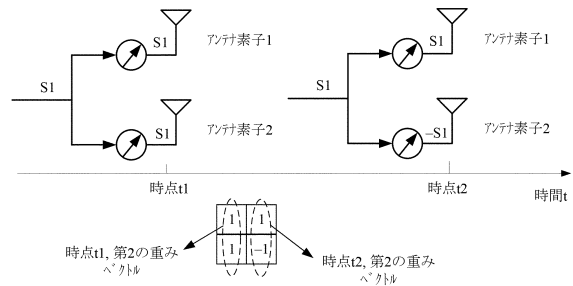 S1
S1
アンテナ素子1
S1
アンテナ素子2
S1
S1
アンテナ素子1
–S1
アンテナ素子2
時点t1
時点t2
時間t
1 1
1 –1
時点t1, 第2の重み
ベクトル
時点t2, 第2の重み
ベクトル